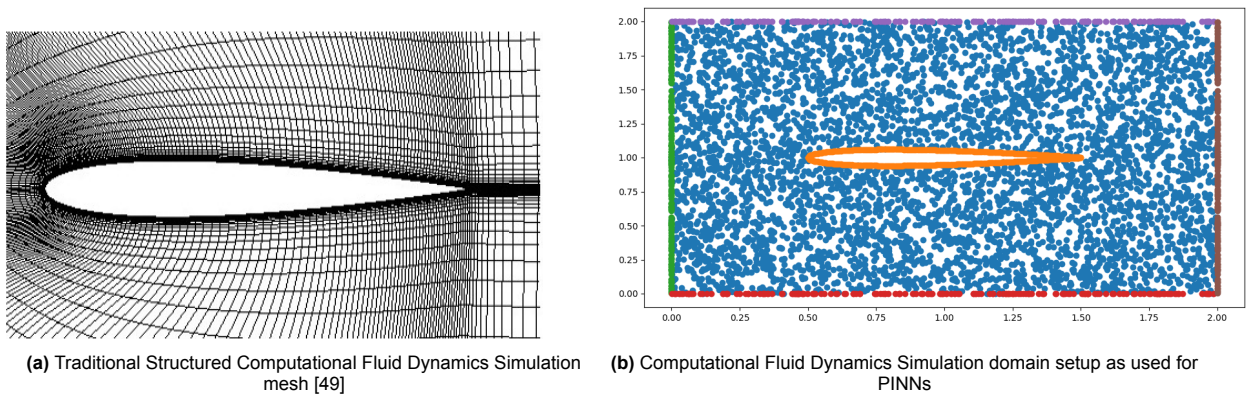 2.00
1.75
1.50
1.25
1.00
0.75
0.50
0.25
0.00
0.00 0.25 0.50 0.75 1.00 1.25 1.50 1.75 2.00
(a) Traditional Structured Computational Fluid Dynamics Simulation
mesh [49]
(b) Computational Fluid Dynamics Simulation domain setup as used for
PINNs